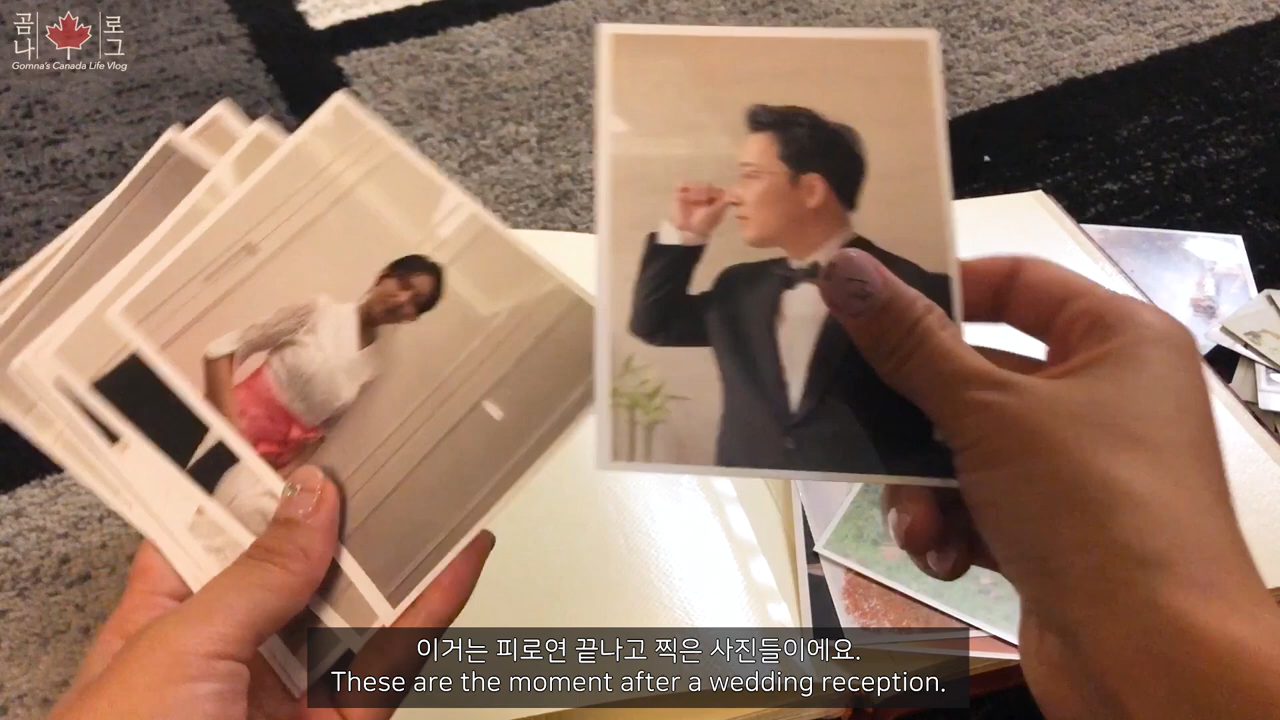 곰 로
나 그
Gomna's Canada Life Vlog
이거는 피로연 끝나고 찍은 사진들이에요.
These are the moment after a wedding reception.